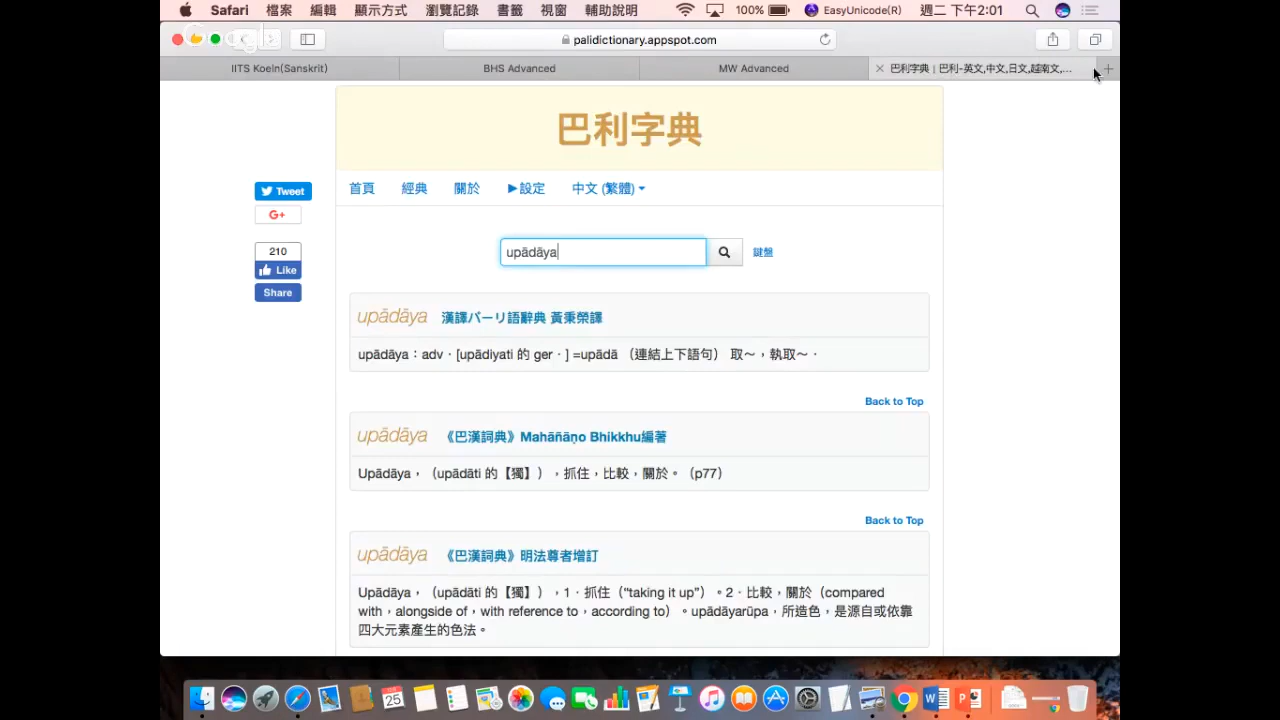 Safari 檔案 編輯 顯示方式 瀏覽記錄 書籤 視窗 輔助說明 100% EasyUnicode(R) 週二 下午2:01
palidictionary.appspot.com
IITS Koeln(Sanskrit) BHS Advanced MW Advanced 巴利字典 | 巴利-英文,中文,日文,越南文,...
巴利字典
首頁 經典 關於 ▶設定 中文 (繁體)
Tweet
G+
210
Like
Share
upādāya 鍵盤
upādāya 漢譯パーリ語辭典 黃秉榮譯
upādāya：adv．[upādiyati 的 ger．] =upādā （連結上下語句） 取～，執取～．
Back to Top
upādāya 《巴漢詞典》Mahāñāṇo Bhikkhu編著
Upādāya，（upādāti 的【獨】），抓住，比較，關於。（p77）
Back to Top
upādāya 《巴漢詞典》明法尊者增訂
Upādāya，（upādāti 的【獨】），1．抓住（“taking it up”）。2．比較，關於（compared
with，alongside of，with reference to，according to）。upādāyarūpa，所造色，是源自或依靠
四大元素產生的色法。
25